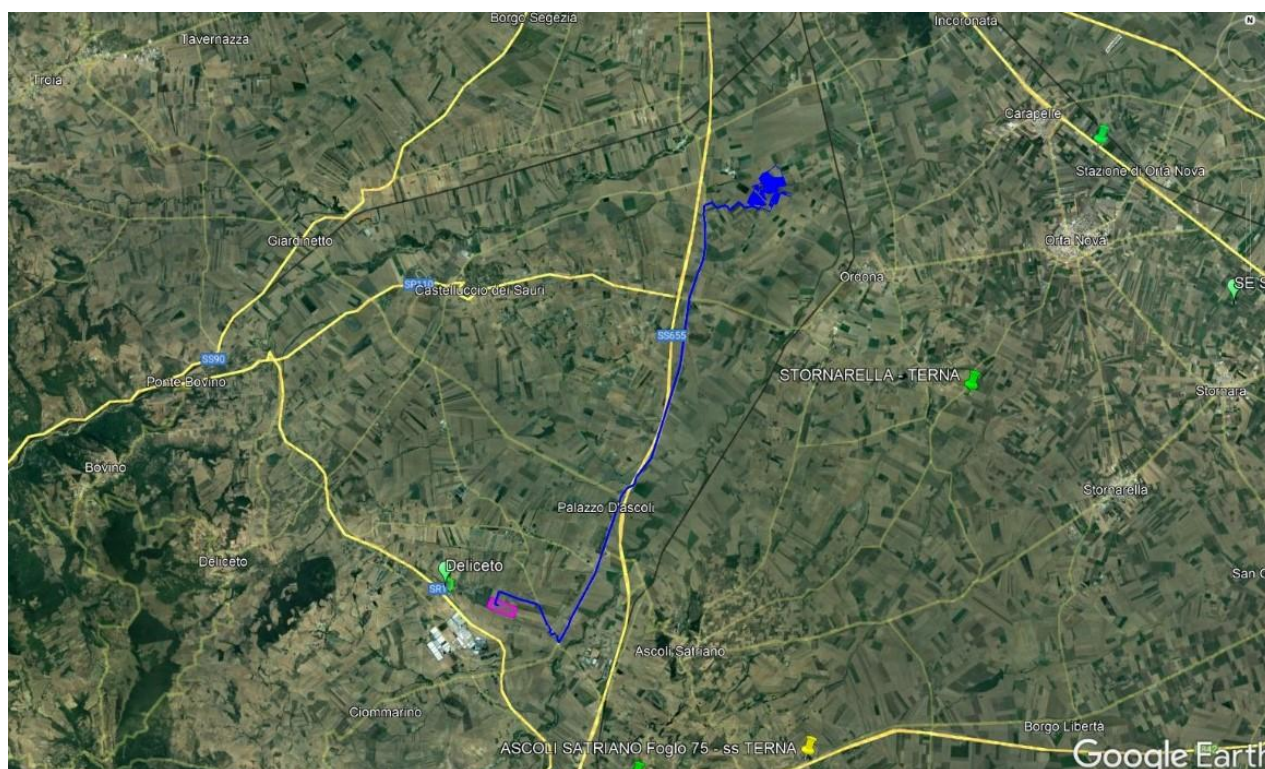 Borgo Segezia
Incoronata
N
Tavernazza
Troia
Carapelle
Stazione di Orta Nova
Giardinetto
Orta Nova
Ordona
SP110
Castelluccio dei Sauri
SE S
SS655
SS90
Ponte Bovino
STORNARELLA - TERNA
Stornara
Bovino
Stornarella
Palazzo D'ascoli
Deliceto
Deliceto
San C
SR1
Ascoli Satriano
Ciommarino
Borgo Libertà
ASCOLI SATRIANO Foglo 75 - ss TERNA
Google Earth